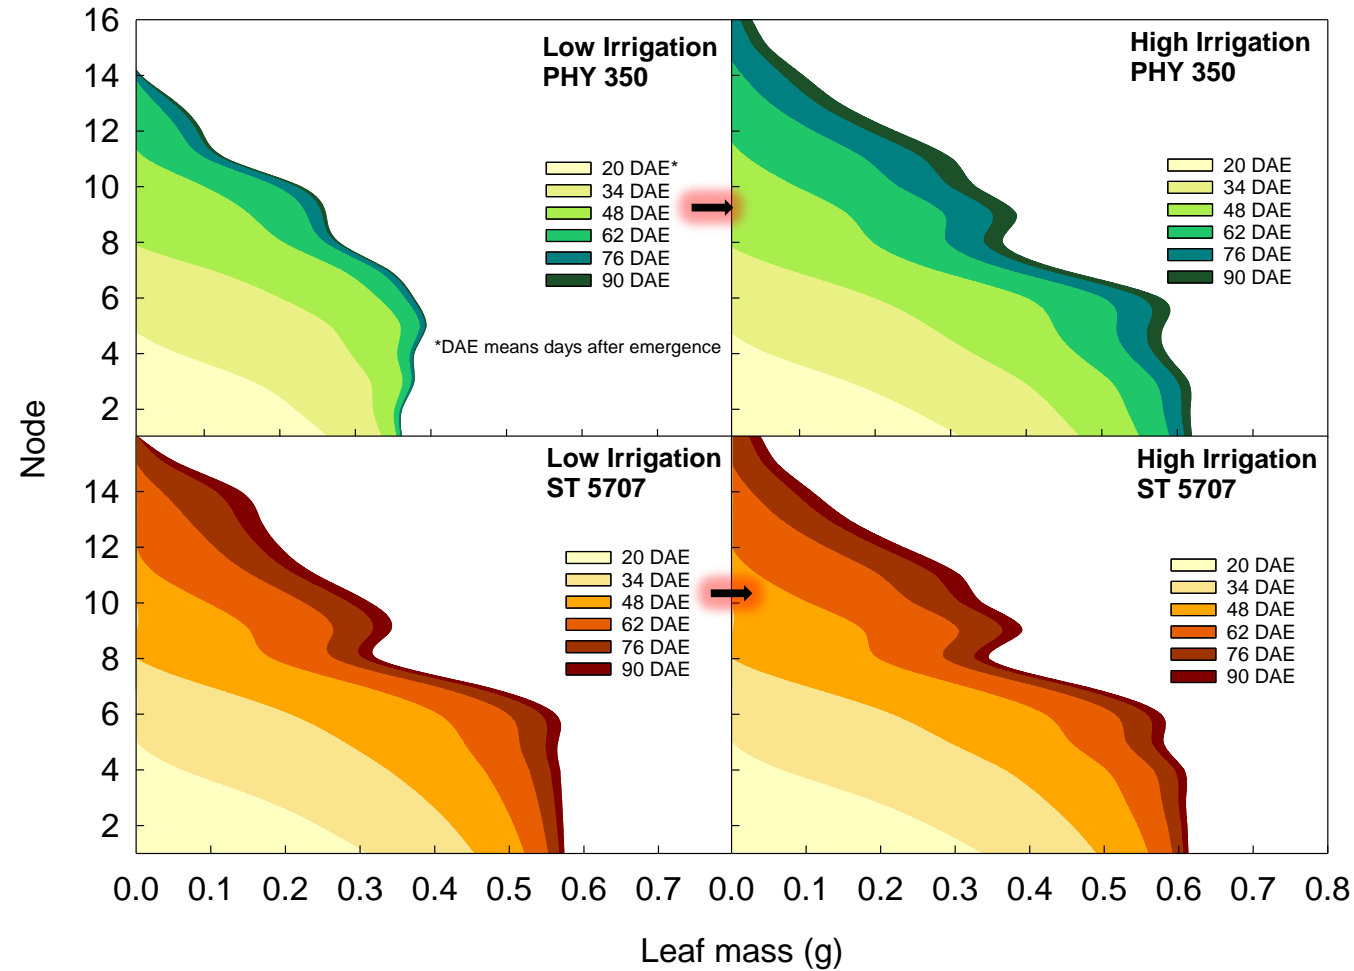 16
14
12
10
8
6
4
2
Low Irrigation
PHY 350
20 DAE*
34 DAE
48 DAE
62 DAE
76 DAE
90 DAE
*DAE means days after emergence
High Irrigation
PHY 350
20 DAE
34 DAE
48 DAE
62 DAE
76 DAE
90 DAE
Node
14
12
10
8
6
4
2
Low Irrigation
ST 5707
20 DAE
34 DAE
48 DAE
62 DAE
76 DAE
90 DAE
High Irrigation
ST 5707
20 DAE
34 DAE
48 DAE
62 DAE
76 DAE
90 DAE
0.0 0.1 0.2 0.3 0.4 0.5 0.6 0.7 0.0 0.1 0.2 0.3 0.4 0.5 0.6 0.7 0.8
Leaf mass (g)